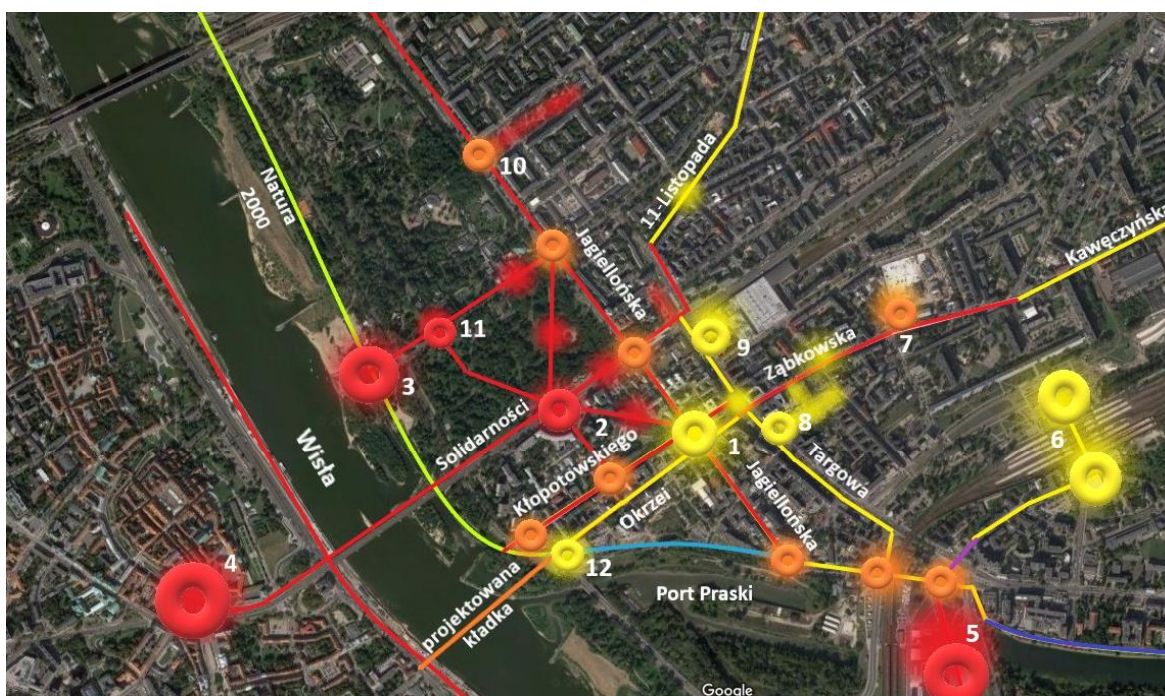 10
11-Listopada
Natura
2000
Jagiellońska
Kawęczyńska
11
9
Ząbkowska
7
3
Solidarności
2
Wisła
Kłopotowskiego
1
8
6
Targowa
Okrzei
Jagiellońska
4
12
projektowana
kładka
Port Praski
5
Google